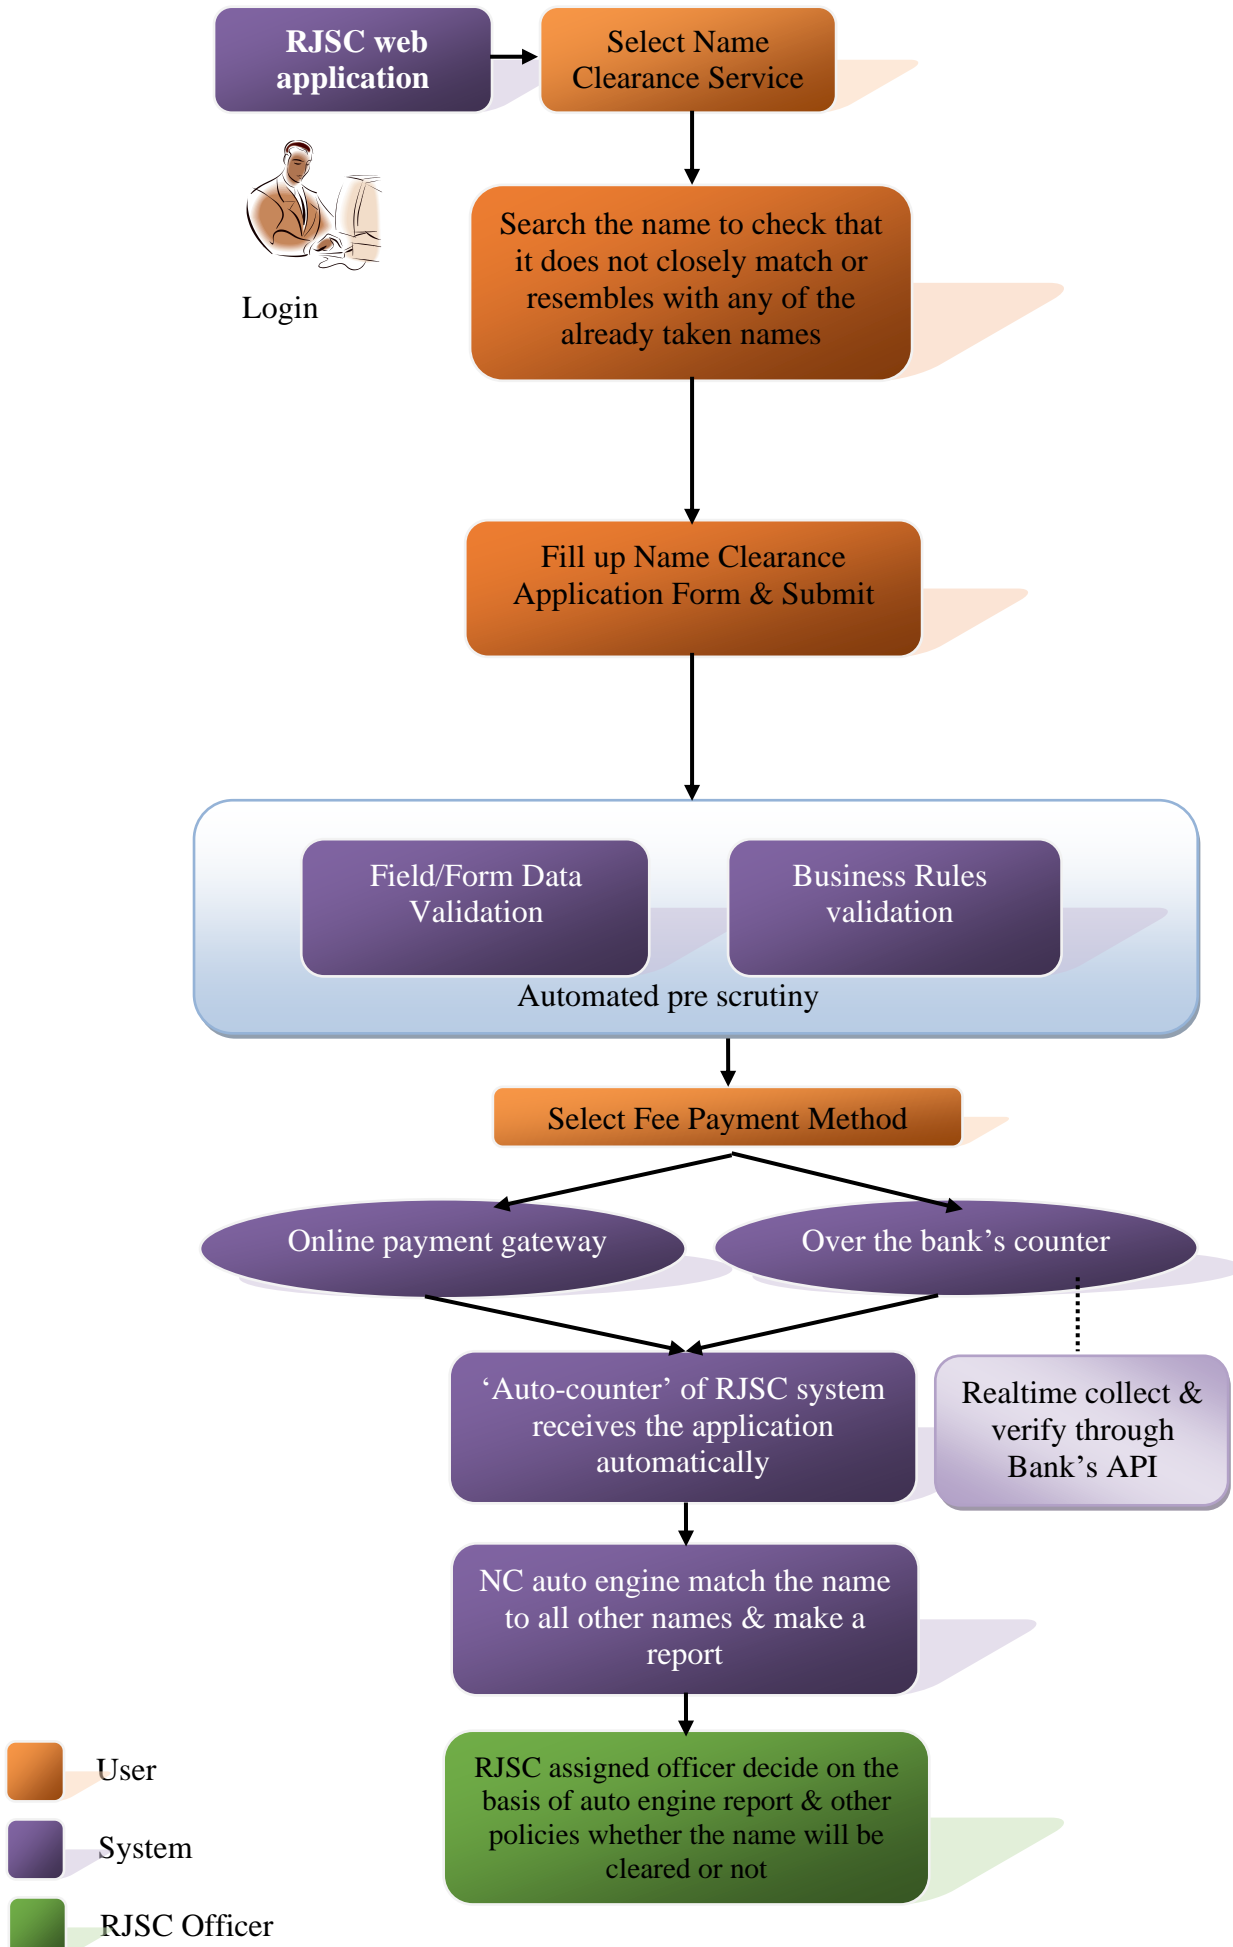 RJSC web
application
Select Name
Clearance Service
Login
Search the name to check that
it does not closely match or
resembles with any of the
already taken names
Fill up Name Clearance
Application Form & Submit
Field/Form Data
Validation
Business Rules
validation
Automated pre scrutiny
Select Fee Payment Method
Online payment gateway
Over the bank’s counter
‘Auto-counter’ of RJSC system
receives the application
automatically
Realtime collect &
verify through
Bank’s API
NC auto engine match the name
to all other names & make a
report
RJSC assigned officer decide on the
basis of auto engine report & other
policies whether the name will be
cleared or not
User
System
RJSC Officer